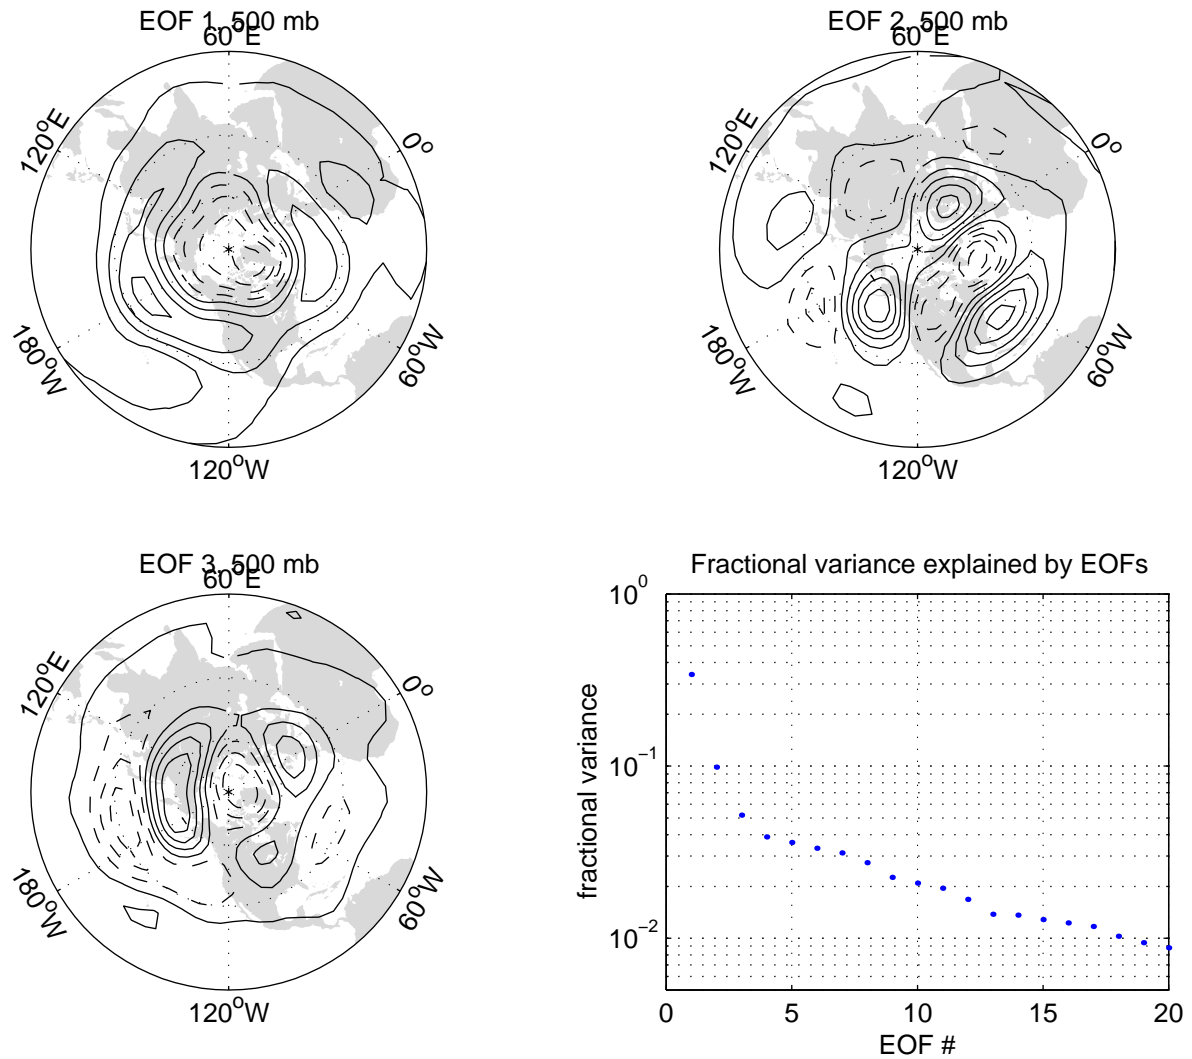 EOF 1, 500 mb
60°E
120°E
0°
180°W
60°W
120°W
EOF 2, 500 mb
60°E
120°E
0°
180°W
60°W
120°W
EOF 3, 500 mb
60°E
120°E
0°
180°W
60°W
120°W
Fractional variance explained by EOFs
10^0
10^−1
10^−2
fractional variance
0 5 10 15 20
EOF #